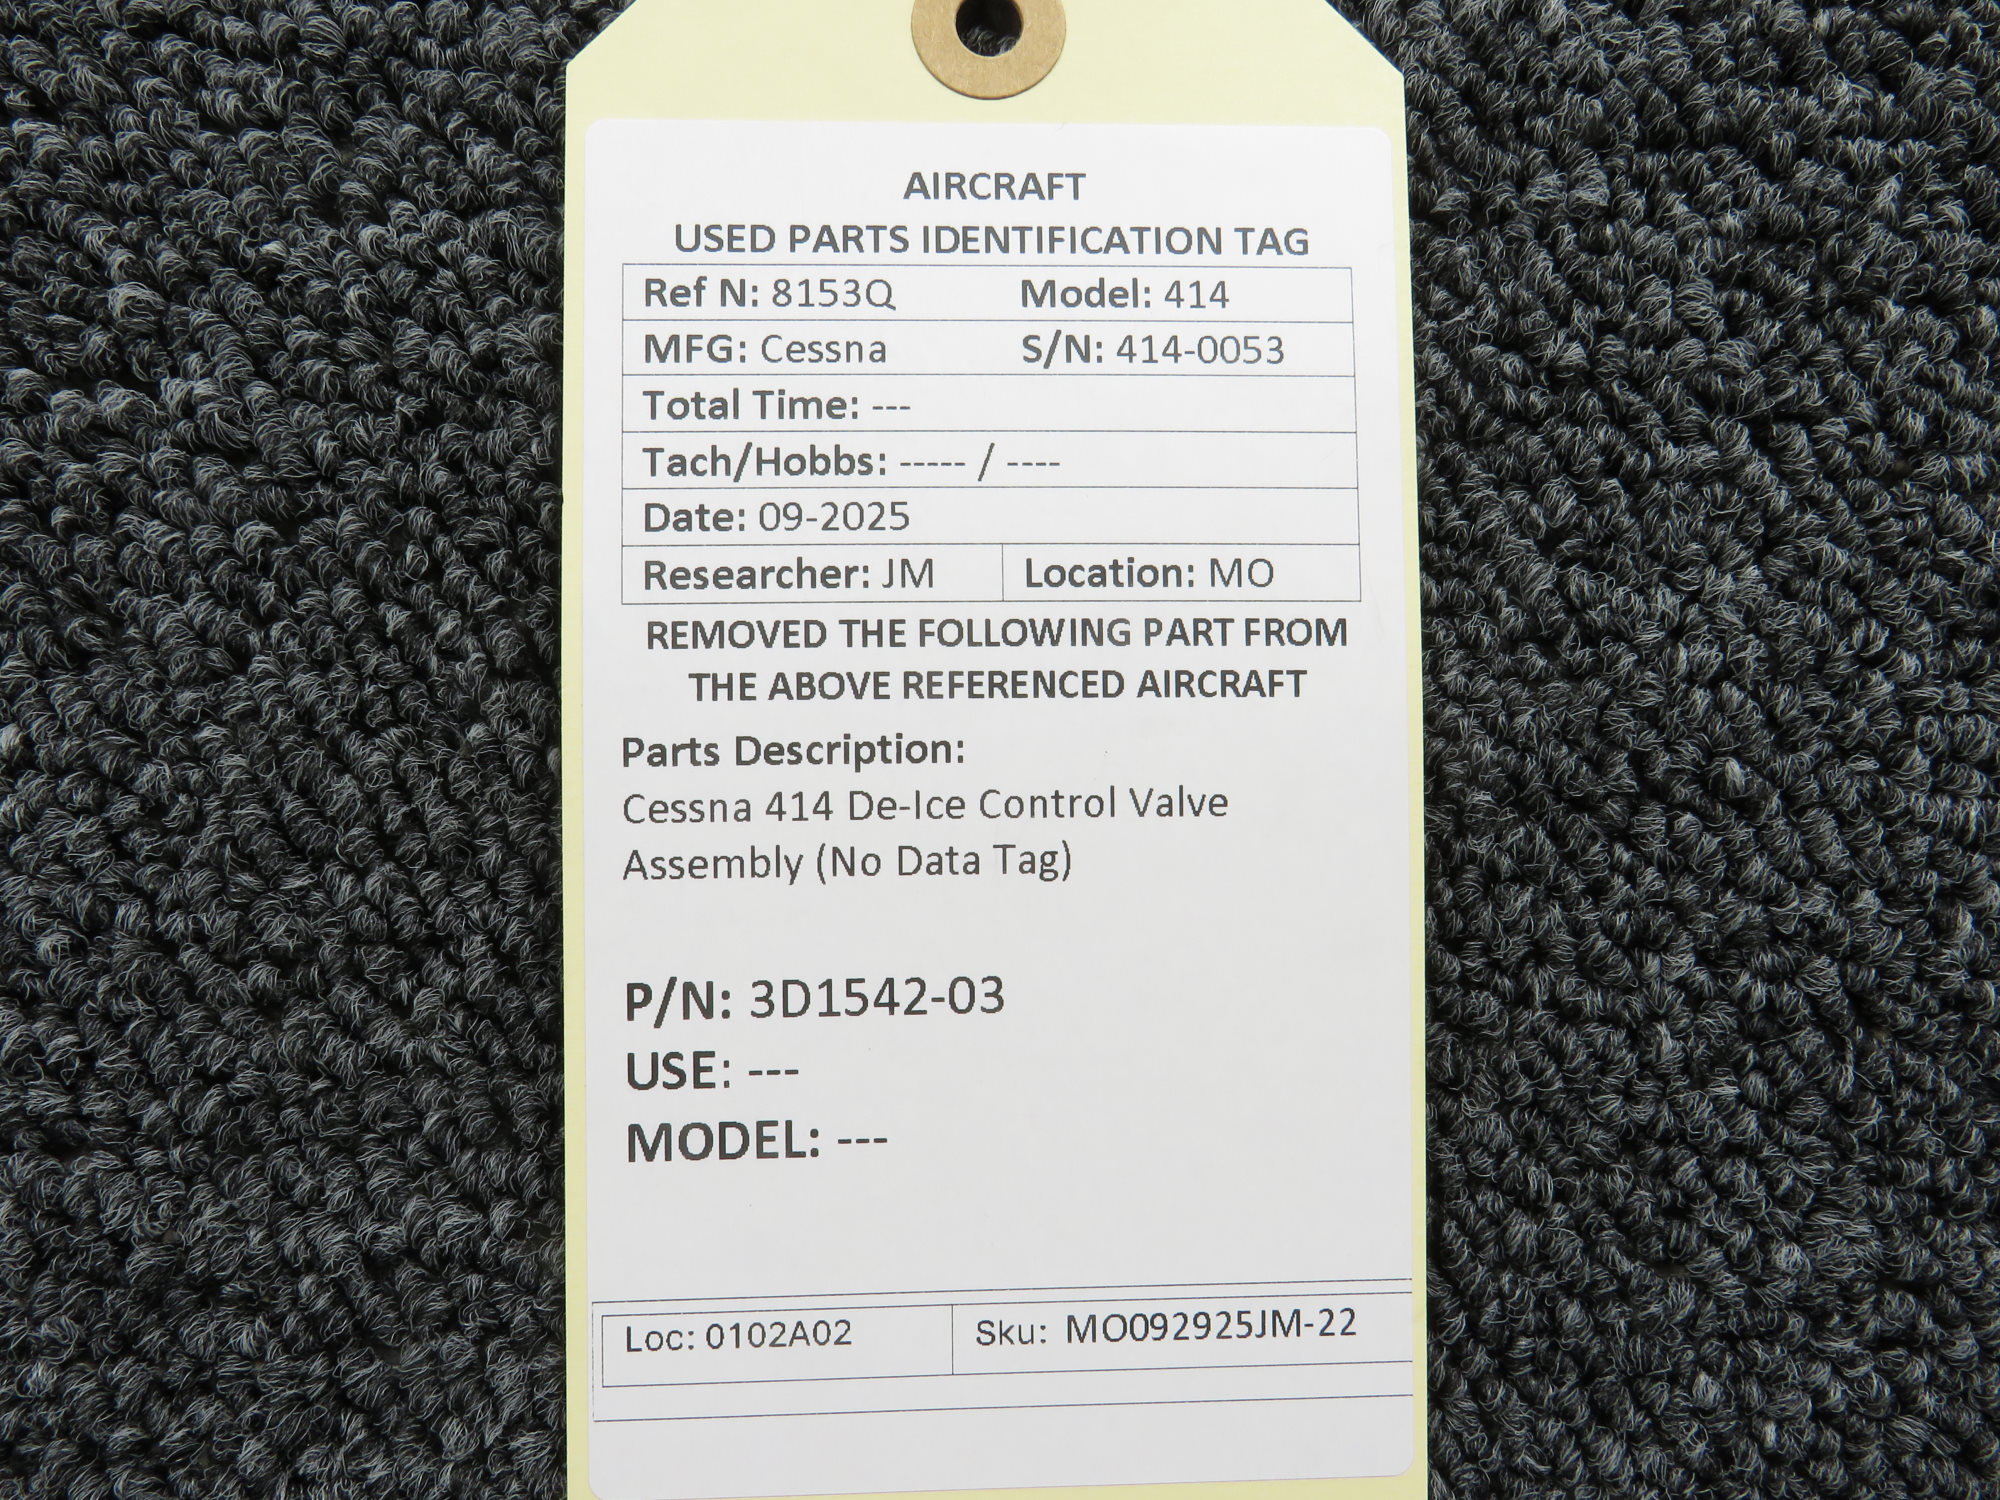 AIRCRAFT
USED PARTS IDENTIFICATION TAG
Ref N: 8153Q Model: 414
MFG: Cessna S/N: 414-0053
Total Time: ---
Tach/Hobbs: ----- / ----
Date: 09-2025
Researcher: JM Location: MO
REMOVED THE FOLLOWING PART FROM
THE ABOVE REFERENCED AIRCRAFT
Parts Description:
Cessna 414 De-Ice Control Valve
Assembly (No Data Tag)
P/N: 3D1542-03
USE: ---
MODEL: ---
Loc: 0102A02 Sku: MO092925JM-22